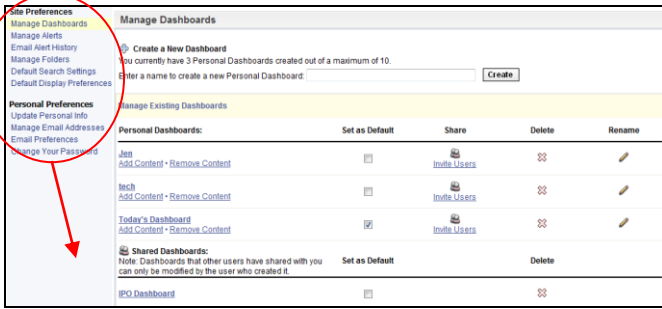 Site Preferences
Manage Dashboards
Manage Alerts
Email Alert History
Manage Folders
Default Search Settings
Default Display Preferences
Personal Preferences
Update Personal Info
Manage Email Addresses
Email Preferences
Change Your Password
Manage Dashboards
Create a New Dashboard
You currently have 3 Personal Dashboards created out of a maximum of 10.
Enter a name to create a new Personal Dashboard: Create
Manage Existing Dashboards
Personal Dashboards: Set as Default Share Delete Rename
Jen
Add Content • Remove Content Invite Users
tech
Add Content • Remove Content Invite Users
Today's Dashboard
Add Content • Remove Content Invite Users
Shared Dashboards:
Note: Dashboards that other users have shared with you Set as Default Delete
can only be modified by the user who created it.
IPO Dashboard